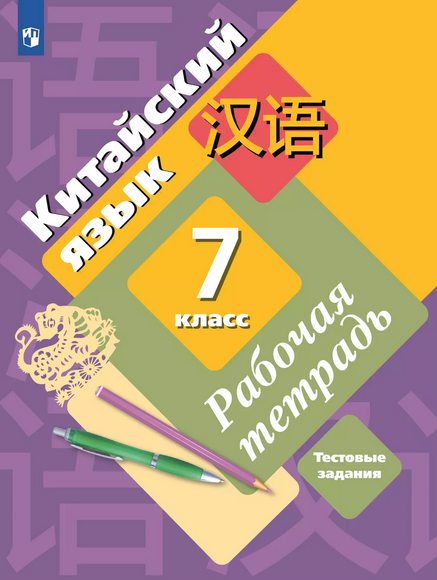 Китайский
язык
汉语
7
класс
Рабочая
тетрадь
Тестовые
задания